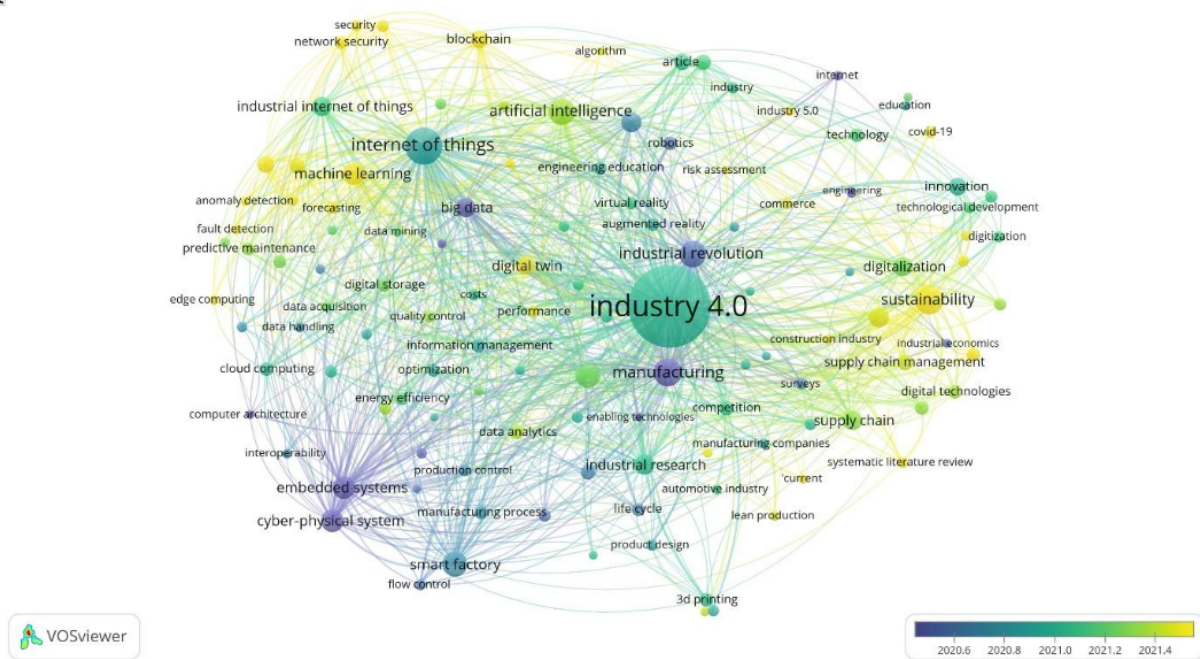 security
network security
blockchain
algorithm
article
internet
industry
industrial internet of things
artificial intelligence
industry 5.0
education
internet of things
robotics
technology
covid-19
machine learning
engineering education
risk assessment
anomaly detection
forecasting
big data
virtual reality
commerce
engineering
innovation
technological development
fault detection
data mining
augmented reality
digitization
predictive maintenance
industrial revolution
digital twin
digitalization
digital storage
edge computing
data acquisition
costs
industry 4.0
sustainability
quality control
performance
data handling
information management
construction industry
industrial economics
cloud computing
optimization
manufacturing
supply chain management
surveys
energy efficiency
digital technologies
computer architecture
enabling technologies
competition
supply chain
data analytics
manufacturing companies
interoperability
production control
industrial research
systematic literature review
'current
embedded systems
automotive industry
cyber-physical system
manufacturing process
life cycle
lean production
product design
smart factory
flow control
3d printing
VOSviewer
2020.6 2020.8 2021.0 2021.2 2021.4